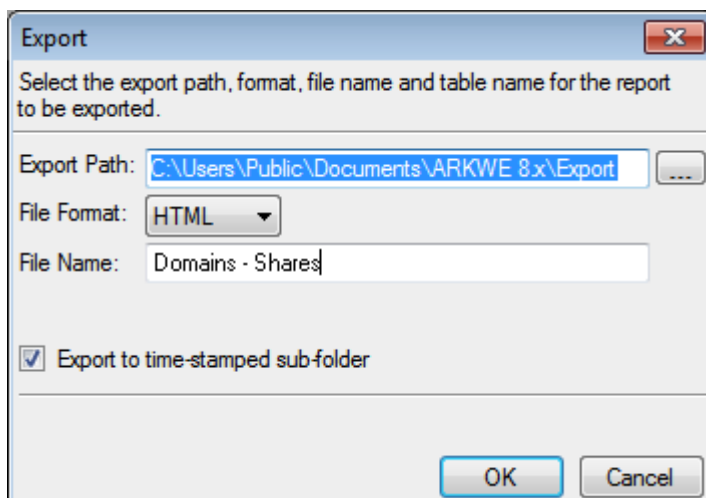 Export
Select the export path, format, file name and table name for the report
to be exported.
Export Path: C:\Users\Public\Documents\ARKWE 8.x\Export ...
File Format: HTML
File Name: Domains - Shares
Export to time-stamped sub-folder
OK Cancel